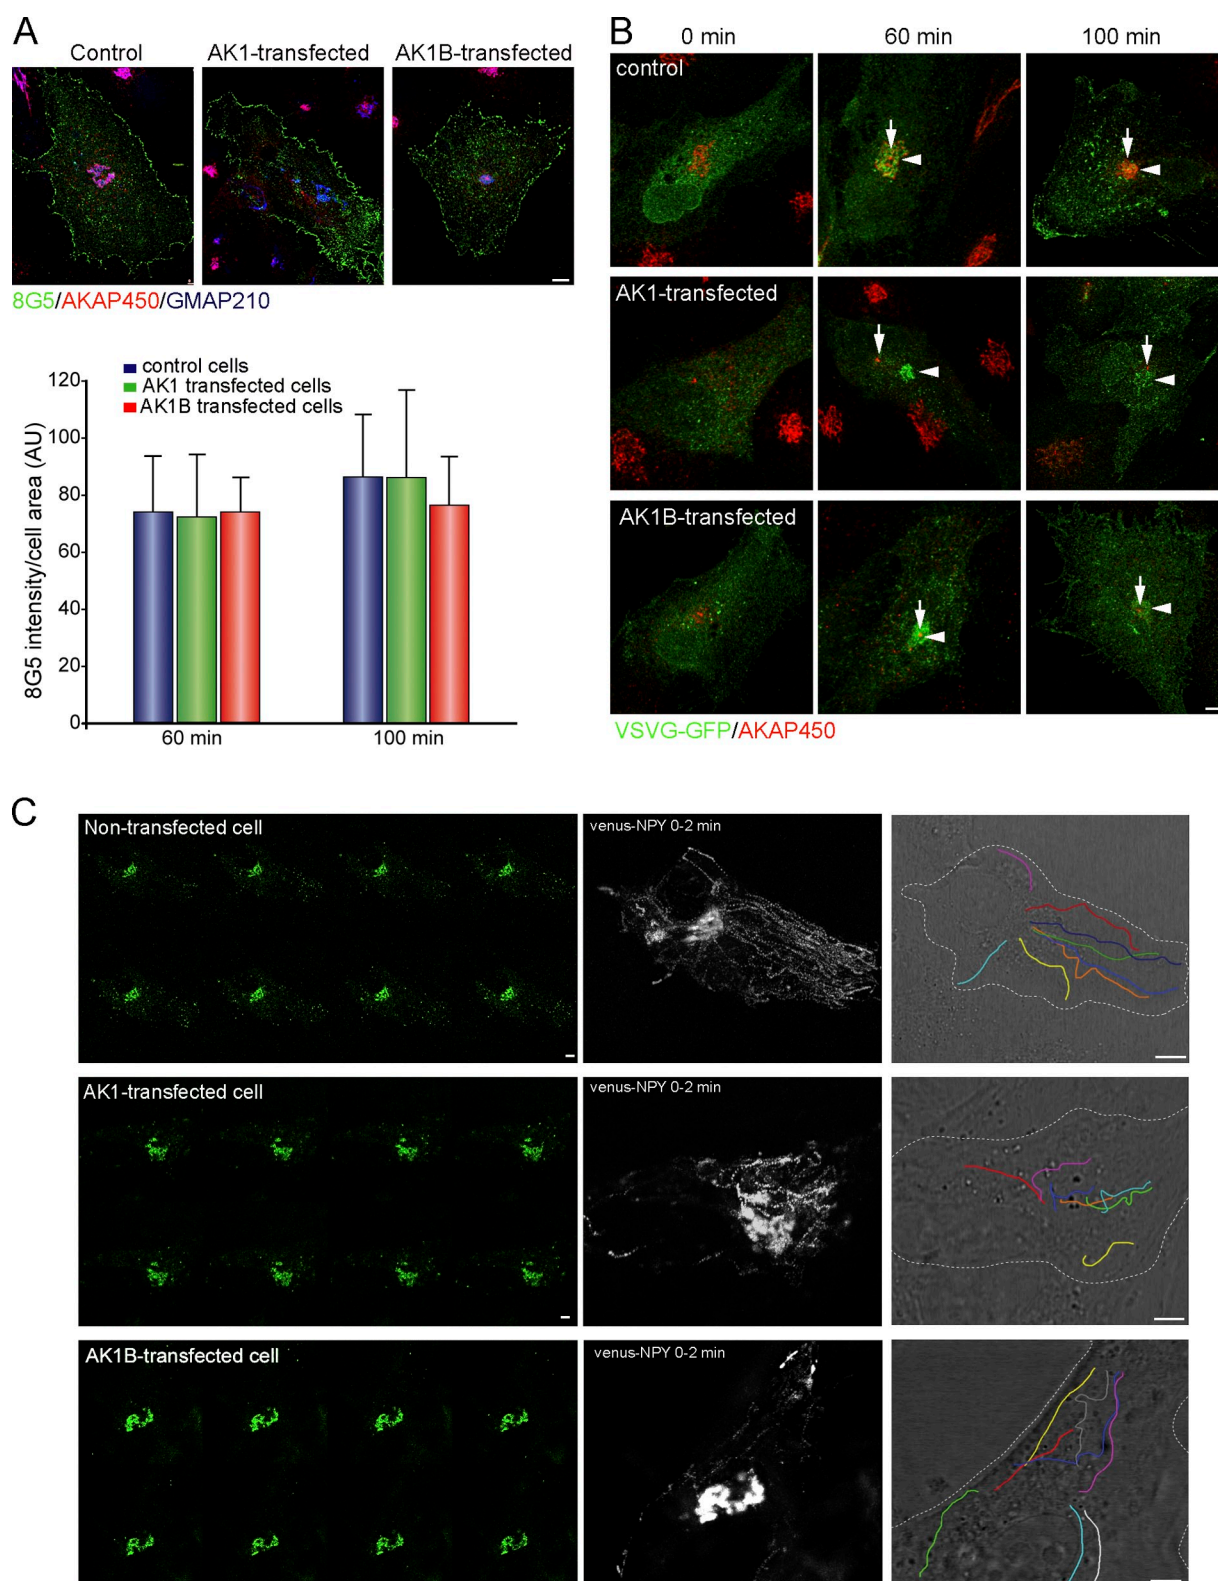 A
Control
AK1-transfected
AK1B-transfected
8G5/AKAP450/GMAP210
control cells
AK1 transfected cells
AK1B transfected cells
8G5 intensity/cell area (AU)
120
100
80
60
40
20
0
60 min
100 min
B
0 min
60 min
100 min
control
AK1-transfected
AK1B-transfected
VSVG-GFP/AKAP450
C
Non-transfected cell
venus-NPY 0-2 min
AK1-transfected cell
venus-NPY 0-2 min
AK1B-transfected cell
venus-NPY 0-2 min